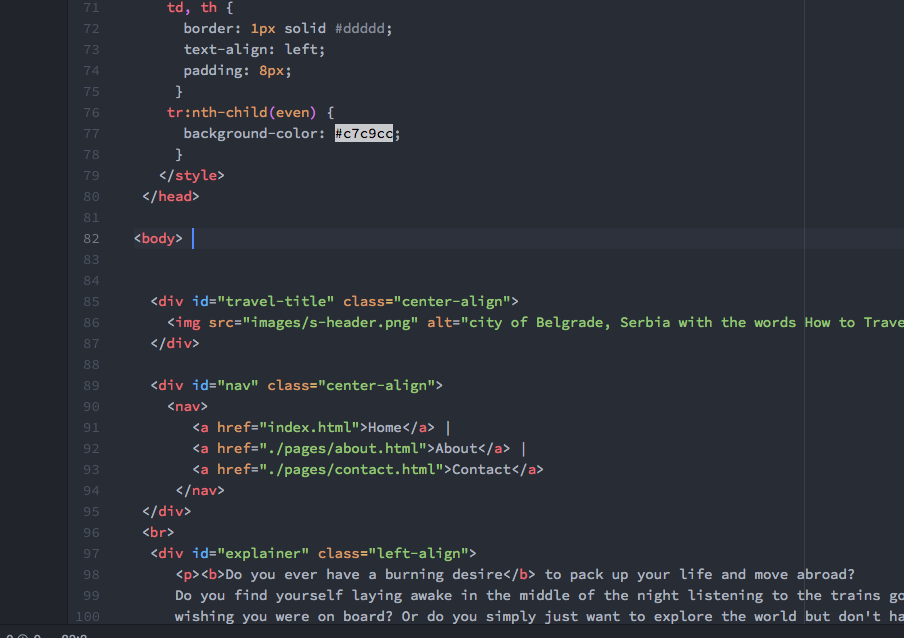 71 td, th {
72 border: 1px solid #ddddd;
73 text-align: left;
74 padding: 8px;
75 }
76 tr:nth-child(even) {
77 background-color: #c7c9cc;
78 }
79 </style>
80 </head>
81
82 <body>
83
84
85 <div id="travel-title" class="center-align">
86 <img src="images/s-header.png" alt="city of Belgrade, Serbia with the words How to Trave
87 </div>
88
89 <div id="nav" class="center-align">
90 <nav>
91 <a href="index.html">Home</a> |
92 <a href="./pages/about.html">About</a> |
93 <a href="./pages/contact.html">Contact</a>
94 </nav>
95 </div>
96 <br>
97 <div id="explainer" class="left-align">
98 <p><b>Do you ever have a burning desire</b> to pack up your life and move abroad?
99 Do you find yourself laying awake in the middle of the night listening to the trains go
100 wishing you were on board? Or do you simply just want to explore the world but don't ha